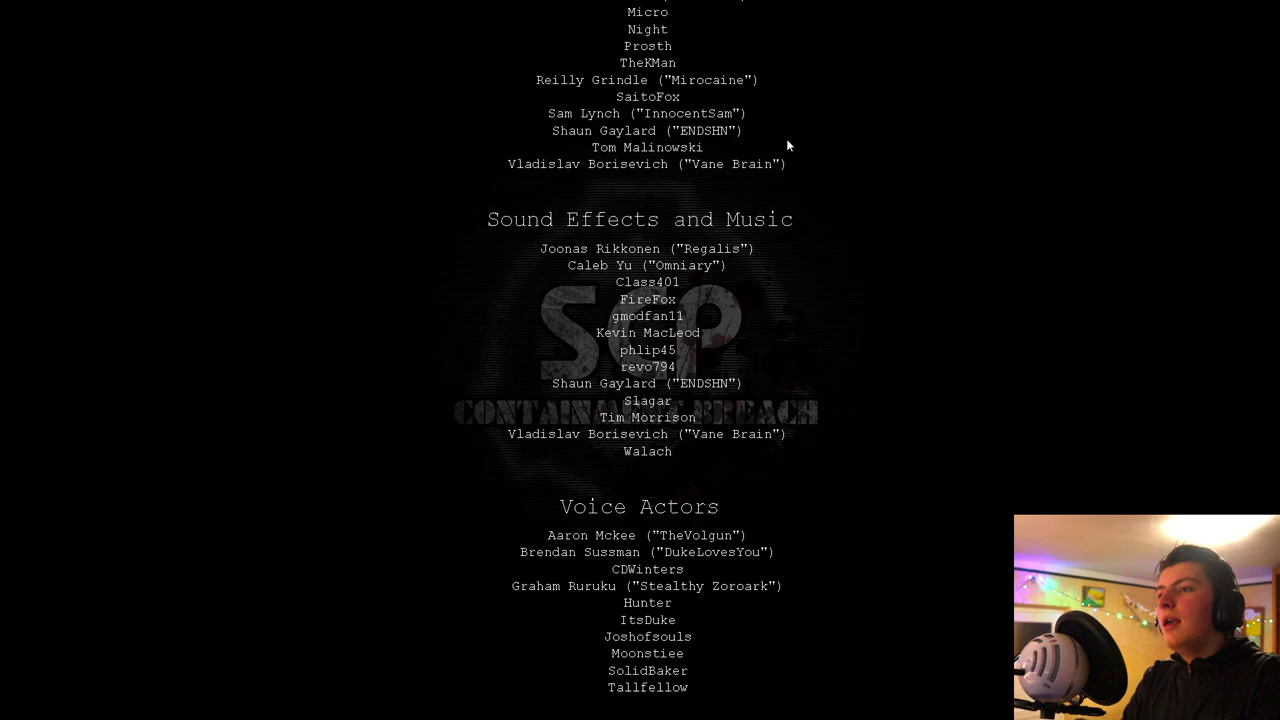 Micro
Night
Prosth
TheKMan
Reilly Grindle ("Mirocaine")
SaitoFox
Sam Lynch ("InnocentSam")
Shaun Gaylard ("ENDSHN")
Tom Malinowski
Vladislav Borisevich ("Vane Brain")
Sound Effects and Music
Joonas Rikkonen ("Regalis")
Caleb Yu ("Omniary")
Class401
FireFox
gmodfan11
Kevin MacLeod
phlip45
revo794
Shaun Gaylard ("ENDSHN")
Slagar
Tim Morrison
Vladislav Borisevich ("Vane Brain")
Walach
SCP
CONTAINMENT BREACH
Voice Actors
Aaron Mckee ("TheVolgun")
Brendan Sussman ("DukeLovesYou")
CDWinters
Graham Ruruku ("Stealthy Zoroark")
Hunter
ItsDuke
Joshofsouls
Moonstiee
SolidBaker
Tallfellow